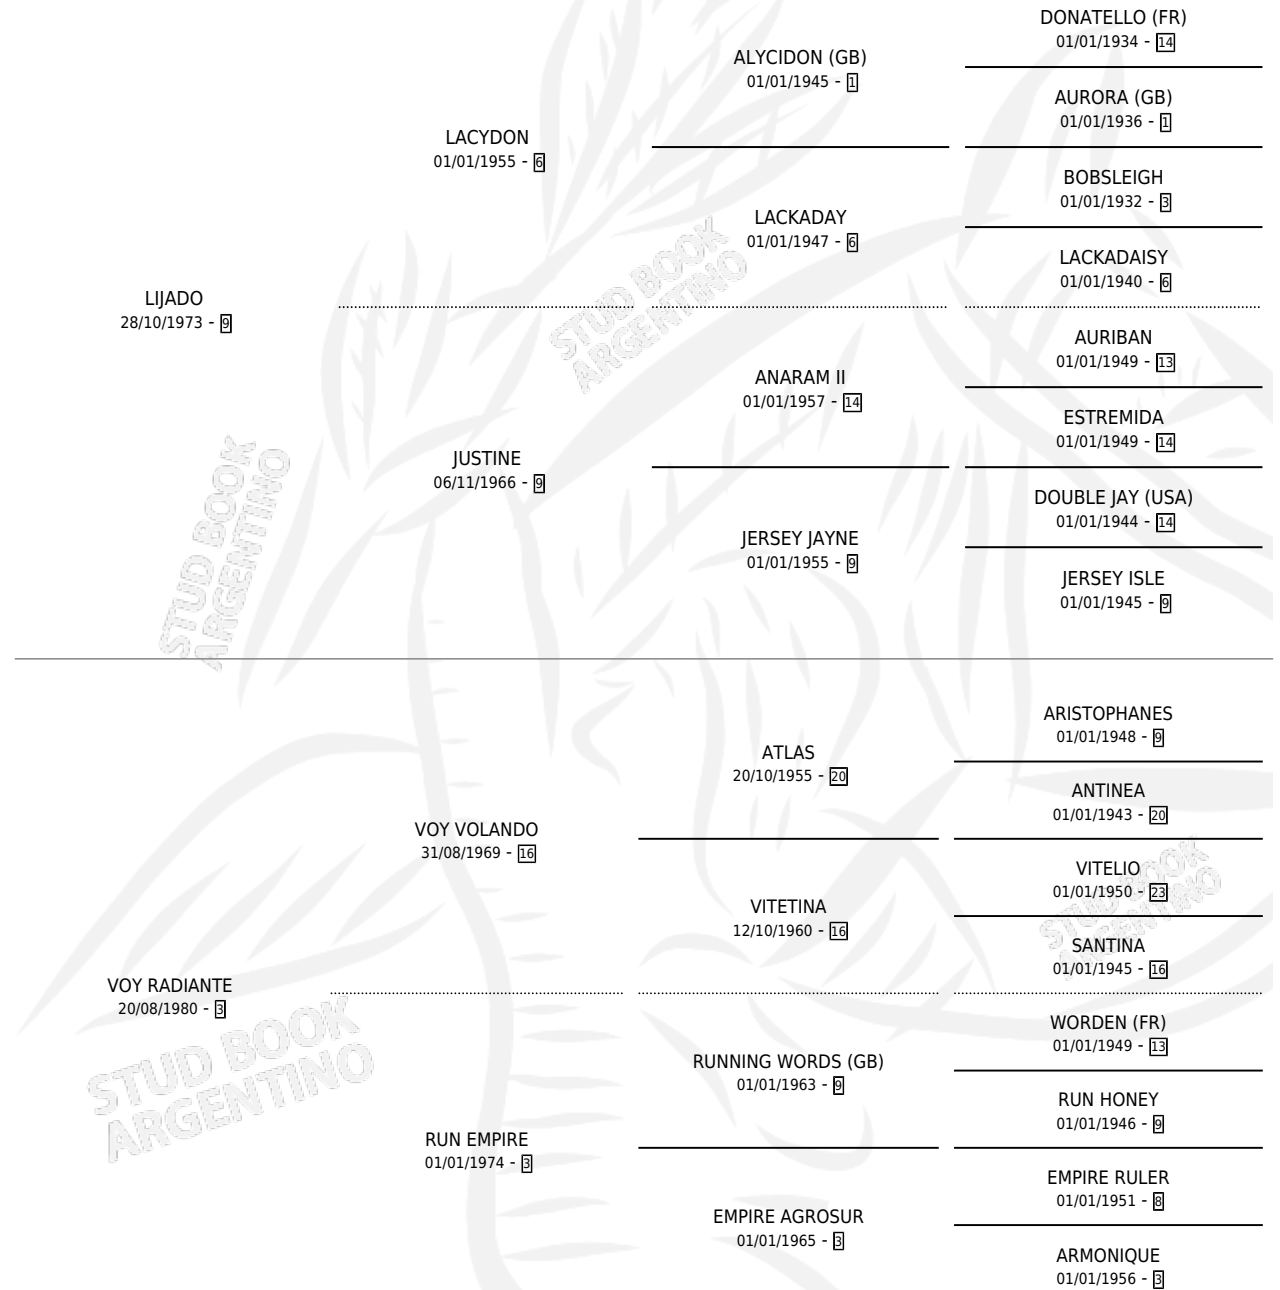 DONATELLO (FR)
01/01/1934 - 14
ALYCIDON (GB)
01/01/1945 - 1
AURORA (GB)
01/01/1936 - 1
LACYDON
01/01/1955 - 6
BOBSLEIGH
01/01/1932 - 3
LACKADAY
01/01/1947 - 6
LACKADAISY
01/01/1940 - 6
LIJADO
28/10/1973 - 9
AURIBAN
01/01/1949 - 13
ANARAM II
01/01/1957 - 14
ESTREMIDA
01/01/1949 - 14
JUSTINE
06/11/1966 - 9
DOUBLE JAY (USA)
01/01/1944 - 14
JERSEY JAYNE
01/01/1955 - 9
JERSEY ISLE
01/01/1945 - 9
STUD BOOK
ARGENTINO
STUD BOOK
ARGENTINO
ARISTOPHANES
01/01/1948 - 9
ATLAS
20/10/1955 - 20
ANTINEA
01/01/1943 - 20
VOY VOLANDO
31/08/1969 - 16
VITELIO
01/01/1950 - 23
VITETINA
12/10/1960 - 16
SANTINA
01/01/1945 - 16
STUD BOOK
ARGENTINO
VOY RADIANTE
20/08/1980 - 3
WORDEN (FR)
01/01/1949 - 13
RUNNING WORDS (GB)
01/01/1963 - 9
RUN HONEY
01/01/1946 - 9
RUN EMPIRE
01/01/1974 - 3
EMPIRE RULER
01/01/1951 - 8
EMPIRE AGROSUR
01/01/1965 - 3
ARMONIQUE
01/01/1956 - 3
STUD BOOK
ARGENTINO